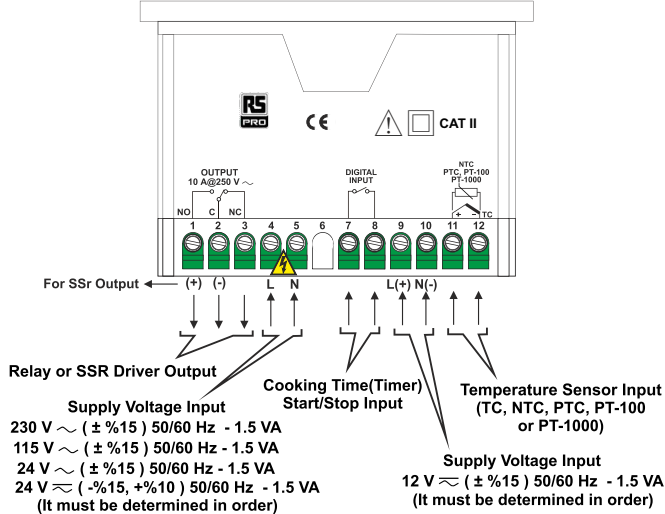 RS
PRO
CE
CAT II
OUTPUT
10 A@250 V ~
DIGITAL
INPUT
NTC
PTC, PT-100
PT-1000
NO C NC
+ - TC
1 2 3 4 5 6 7 8 9 10 11 12
For SSr Output (+) (-) L N L(+) N(-)
Relay or SSR Driver Output
Supply Voltage Input
230 V ~ ( ± %15 ) 50/60 Hz - 1.5 VA
115 V ~ ( ± %15 ) 50/60 Hz - 1.5 VA
24 V ~ ( ± %15 ) 50/60 Hz - 1.5 VA
24 V ⏦ ( -%15, +%10 ) 50/60 Hz - 1.5 VA
(It must be determined in order)
Cooking Time(Timer)
Start/Stop Input
Temperature Sensor Input
(TC, NTC, PTC, PT-100
or PT-1000)
Supply Voltage Input
12 V ⏦ ( ± %15 ) 50/60 Hz - 1.5 VA
(It must be determined in order)